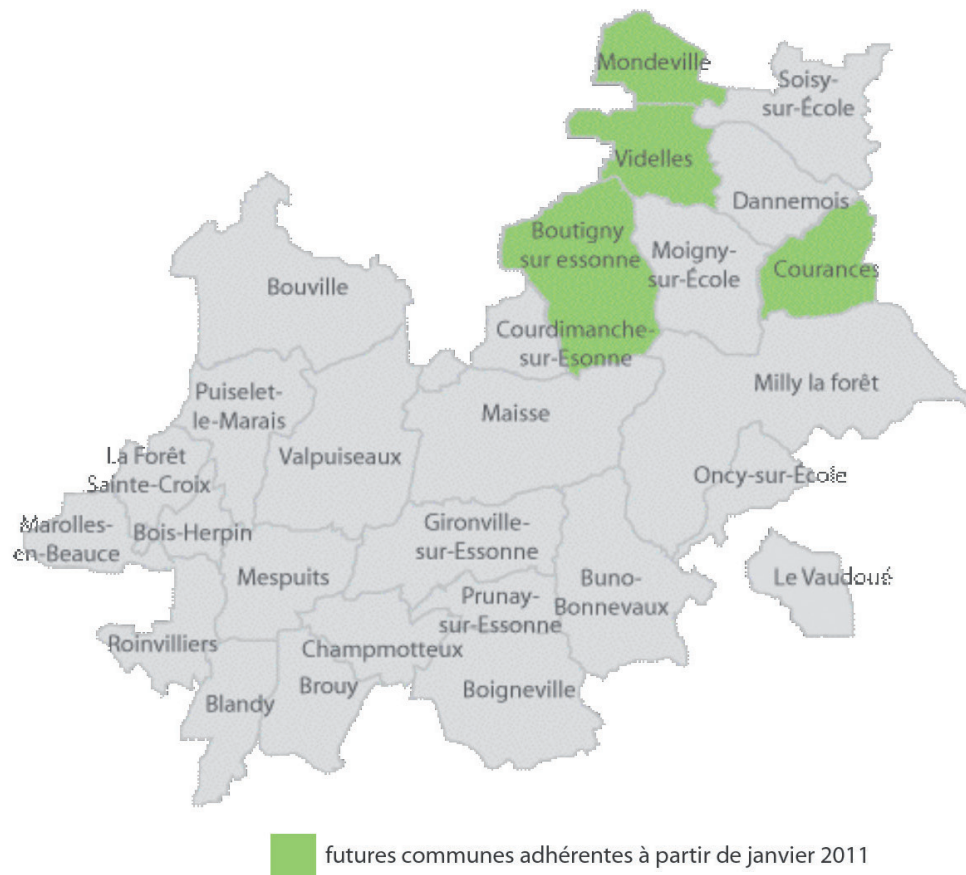 Mondeville
Soisy-
sur-École
Videlles
Dannemois
Boutigny
sur essonne
Moigny-
sur-École
Courances
Bouville
Courdimanche-
sur-Esonne
Milly la forêt
Puiselet-
le-Marais
Maisse
La Forêt
Sainte-Croix
Valpuiseaux
Oncy-sur-École
Marolles-
en-Beauce
Bois-Herpin
Gironville-
sur-Essonne
Mespuits
Buno-
Bonnevaux
Le Vaudoué
Prunay-
sur-Essonne
Roinvilliers
Champmotteux
Blandy
Brouy
Boigneville
futures communes adhérentes à partir de janvier 2011